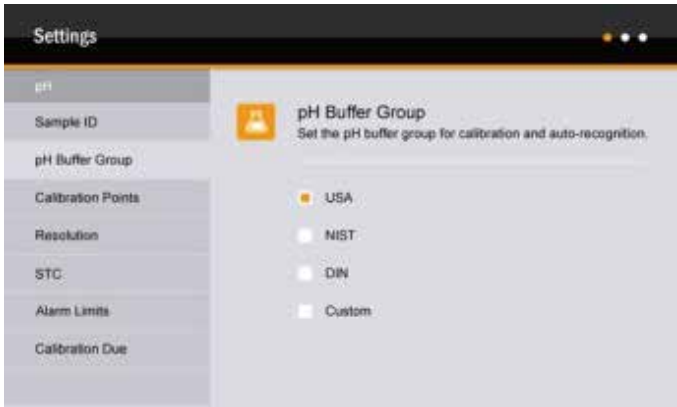 Settings
pH
Sample ID
pH Buffer Group
Calibration Points
Resolution
STC
Alarm Limits
Calibration Due
pH Buffer Group
Set the pH buffer group for calibration and auto-recognition.
USA
NIST
DIN
Custom